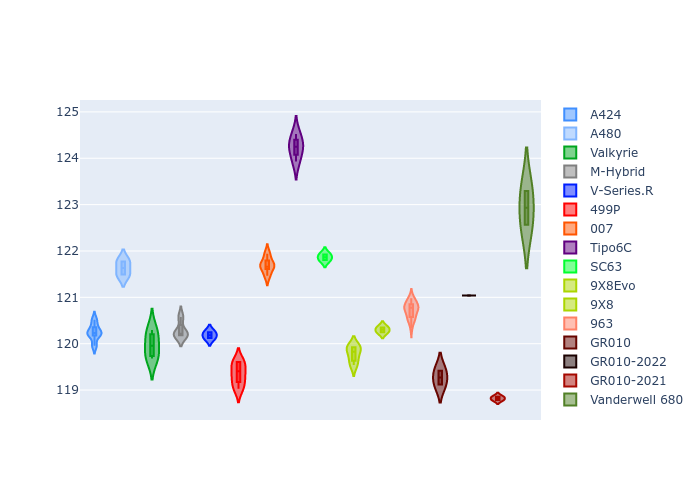 125
124
123
122
121
120
119
A424
A480
Valkyrie
M-Hybrid
V-Series.R
499P
007
Tipo6C
SC63
9X8Evo
9X8
963
GR010
GR010-2022
GR010-2021
Vanderwell 680